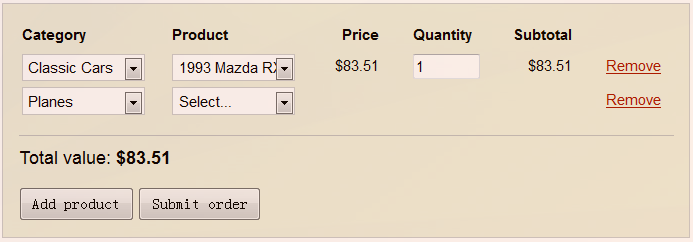 Category Product Price Quantity Subtotal
Classic Cars 1993 Mazda RX $83.51 1 $83.51 Remove
Planes Select... Remove
Total value: $83.51
Add product Submit order